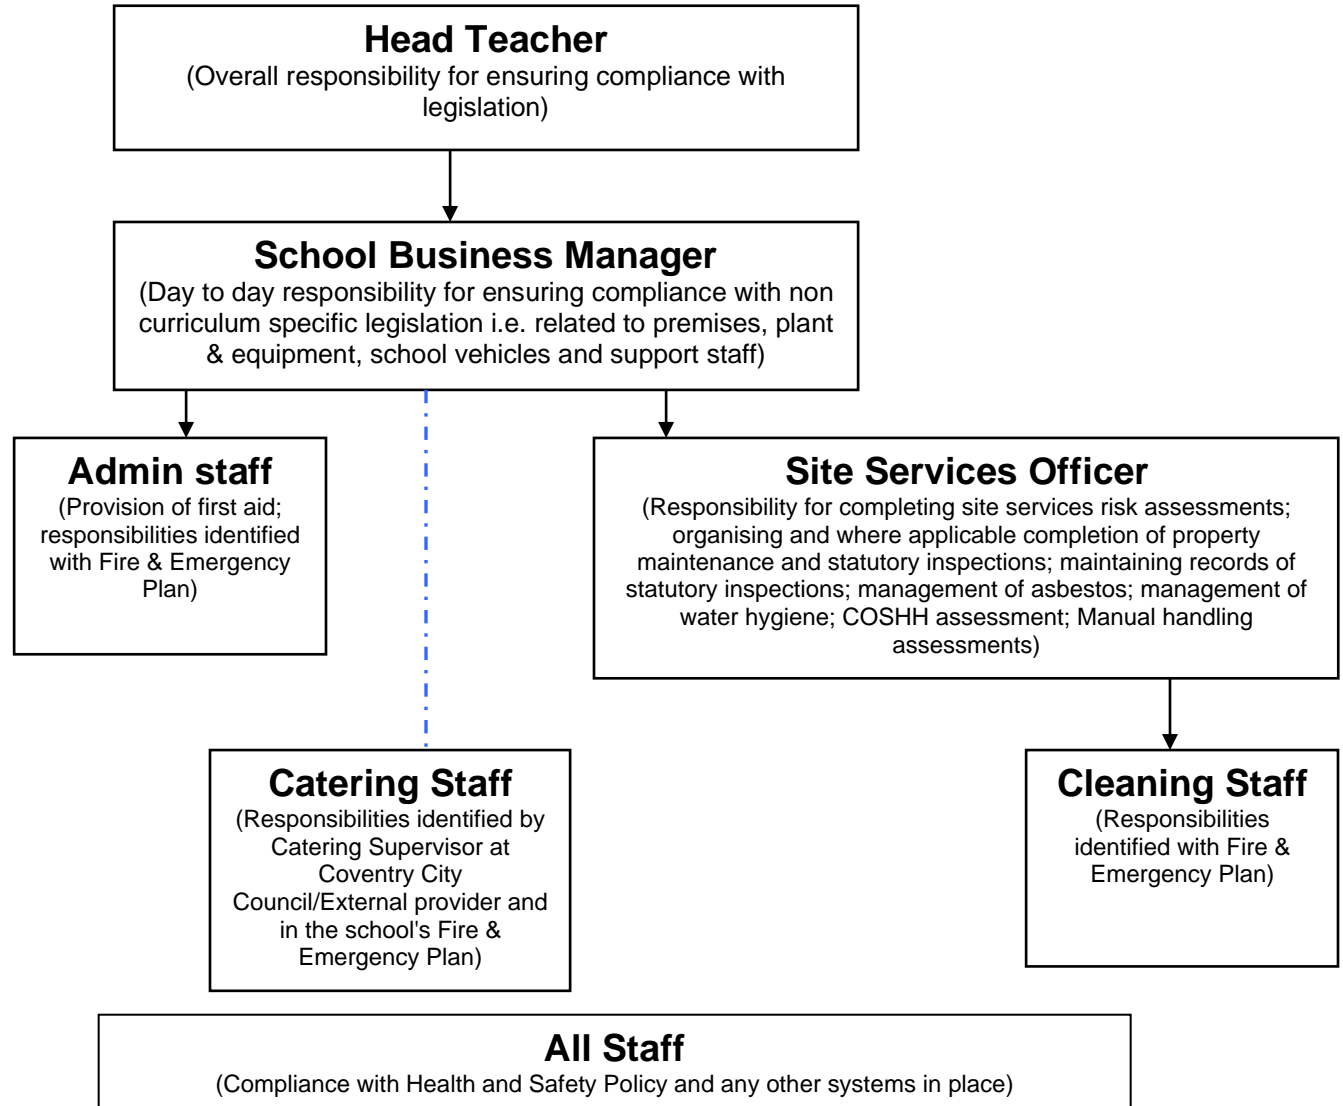 Head Teacher
(Overall responsibility for ensuring compliance with
legislation)
School Business Manager
(Day to day responsibility for ensuring compliance with non
curriculum specific legislation i.e. related to premises, plant
& equipment, school vehicles and support staff)
Admin staff
(Provision of first aid;
responsibilities identified
with Fire & Emergency
Plan)
Site Services Officer
(Responsibility for completing site services risk assessments;
organising and where applicable completion of property
maintenance and statutory inspections; maintaining records of
statutory inspections; management of asbestos; management of
water hygiene; COSHH assessment; Manual handling
assessments)
Catering Staff
(Responsibilities identified by
Catering Supervisor at
Coventry City
Council/External provider and
in the school's Fire &
Emergency Plan)
Cleaning Staff
(Responsibilities
identified with Fire &
Emergency Plan)
All Staff
(Compliance with Health and Safety Policy and any other systems in place)